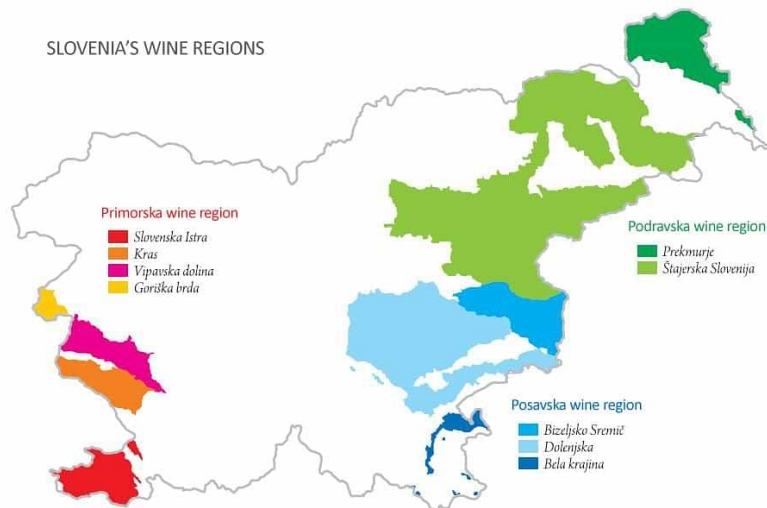 SLOVENIA'S WINE REGIONS
Primorska wine region
Slovenska Istra
Kras
Vipavska dolina
Goriška brda
Podravska wine region
Prekmurje
Štajerska Slovenija
Posavska wine region
Bizeljsko Sremič
Dolenjska
Bela krajina